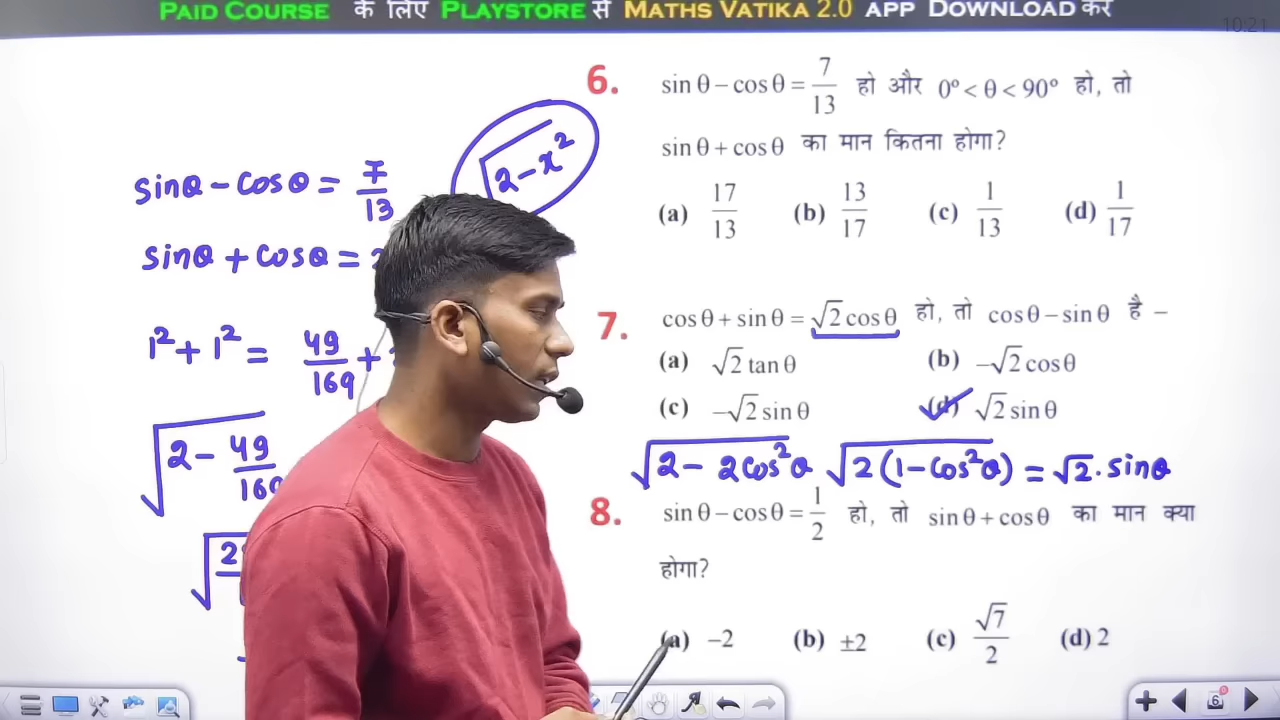 PAID COURSE के लिए PLAYSTORE से MATHS VATIKA 2.0 APP DOWNLOAD करें
10:21
sinθ - cosθ = 7/13
√(2-x²)
sinθ + cosθ =
1² + 1² = 49/169 +
√(2 - 49/169
6. sin θ – cos θ = 7/13 हो और 0° < θ < 90° हो, तो
sin θ + cos θ का मान कितना होगा?
(a) 17/13 (b) 13/17 (c) 1/13 (d) 1/17
7. cos θ + sin θ = √2 cos θ हो, तो cos θ – sin θ है –
(a) √2 tan θ (b) –√2 cos θ
(c) –√2 sin θ (d) √2 sin θ
√(2 - 2cos²θ) √(2(1-cos²θ)) = √2 · sinθ
8. sin θ – cos θ = 1/2 हो, तो sin θ + cos θ का मान क्या
होगा?
(a) –2 (b) ±2 (c) √7/2 (d) 2
6